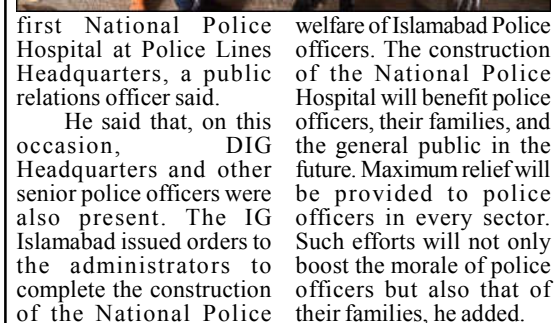 first National Police
Hospital at Police Lines
Headquarters, a public
relations officer said.
He said that, on this
occasion, DIG
Headquarters and other
senior police officers were
also present. The IG
Islamabad issued orders to
the administrators to
complete the construction
of the National Police
welfare of Islamabad Police
officers. The construction
of the National Police
Hospital will benefit police
officers, their families, and
the general public in the
future. Maximum relief will
be provided to police
officers in every sector.
Such efforts will not only
boost the morale of police
officers but also that of
their families, he added.